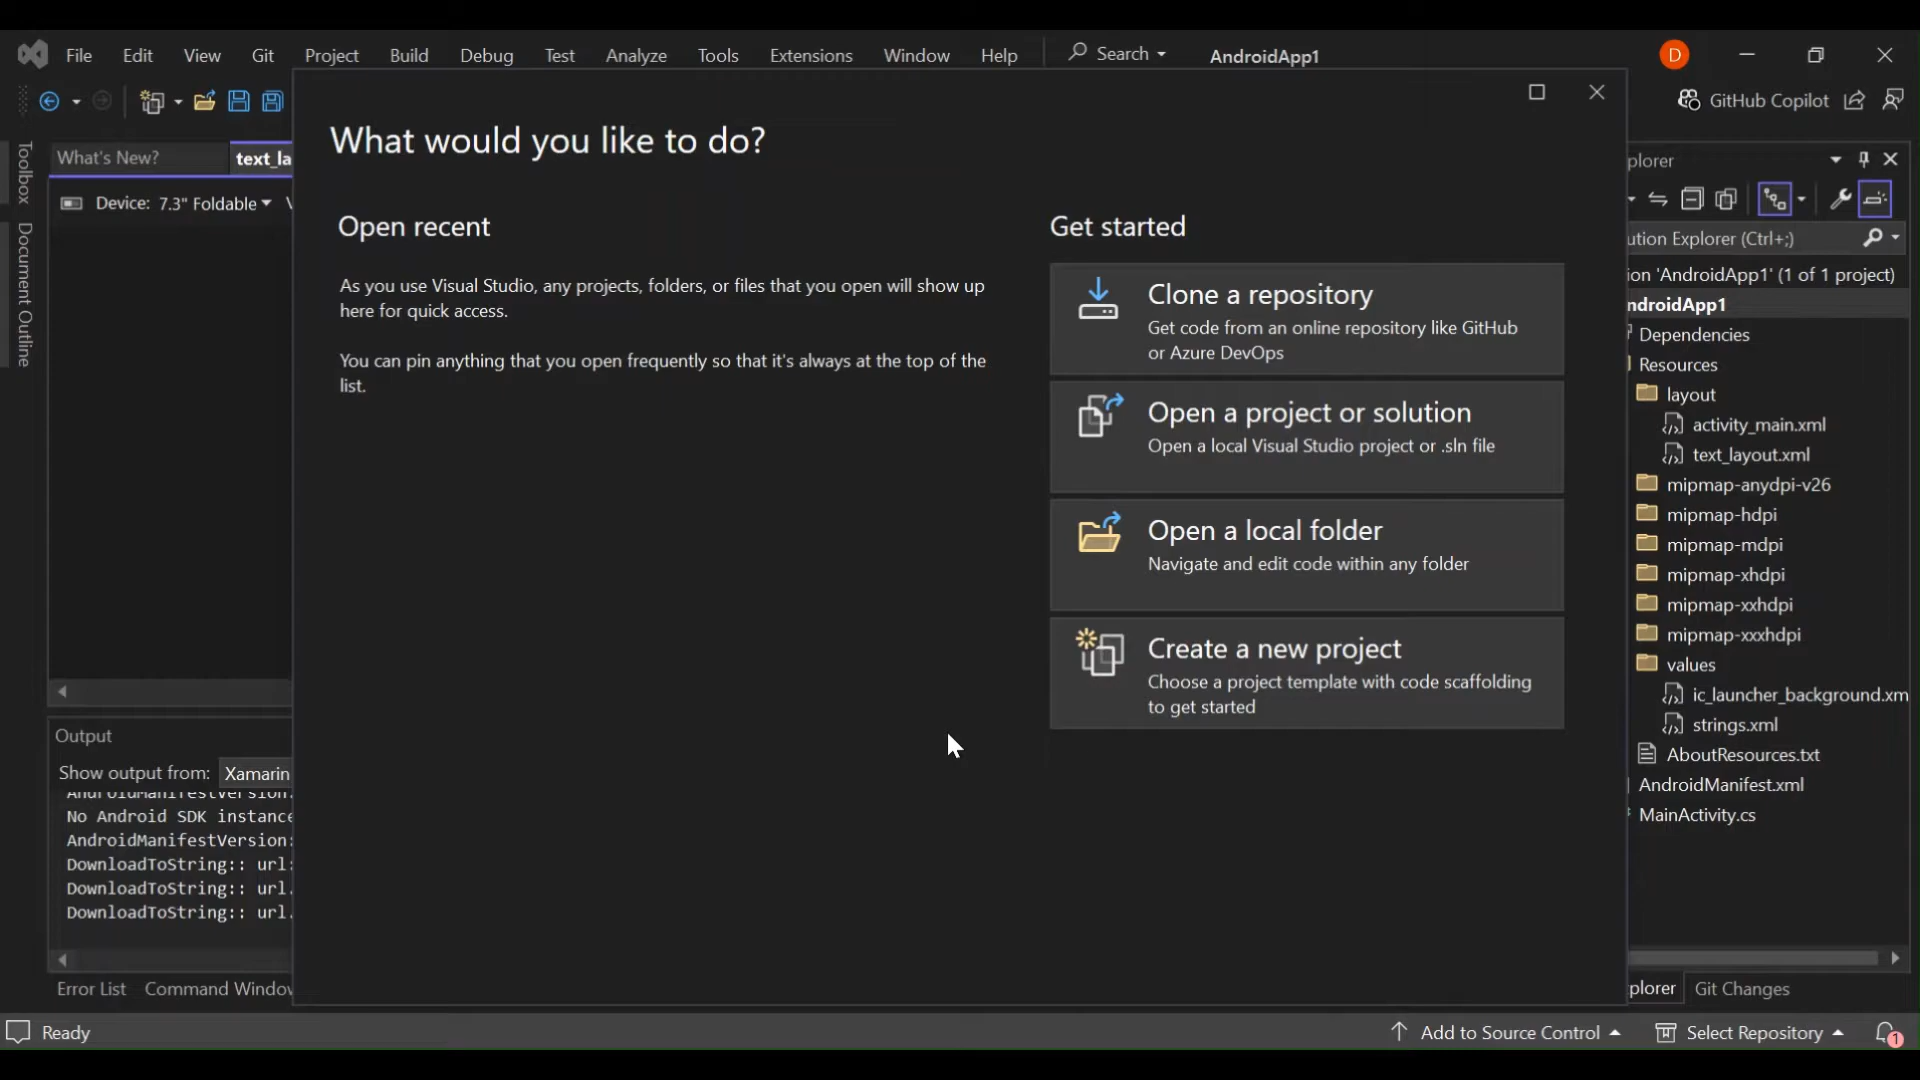 File Edit View Git Project Build Debug Test Analyze Tools Extensions Window Help Search AndroidApp1 D
GitHub Copilot
What would you like to do?
Toolbox
Document Outline
What's New? text_la
Device: 7.3" Foldable
Open recent
As you use Visual Studio, any projects, folders, or files that you open will show up
here for quick access.
You can pin anything that you open frequently so that it's always at the top of the
list.
Get started
Clone a repository
Get code from an online repository like GitHub
or Azure DevOps
Open a project or solution
Open a local Visual Studio project or .sln file
Open a local folder
Navigate and edit code within any folder
Create a new project
Choose a project template with code scaffolding
to get started
plorer
ution Explorer (Ctrl+;)
ion 'AndroidApp1' (1 of 1 project)
ndroidApp1
Dependencies
Resources
layout
activity_main.xml
text_layout.xml
mipmap-anydpi-v26
mipmap-hdpi
mipmap-mdpi
mipmap-xhdpi
mipmap-xxhdpi
mipmap-xxxhdpi
values
ic_launcher_background.xm
strings.xml
AboutResources.txt
AndroidManifest.xml
MainActivity.cs
Output
Show output from: Xamarin
AndroidManifestVersion:
No Android SDK instance
AndroidManifestVersion:
DownloadToString:: url:
DownloadToString:: url.
DownloadToString:: url.
Error List Command Windov
plorer Git Changes
Ready Add to Source Control Select Repository 1